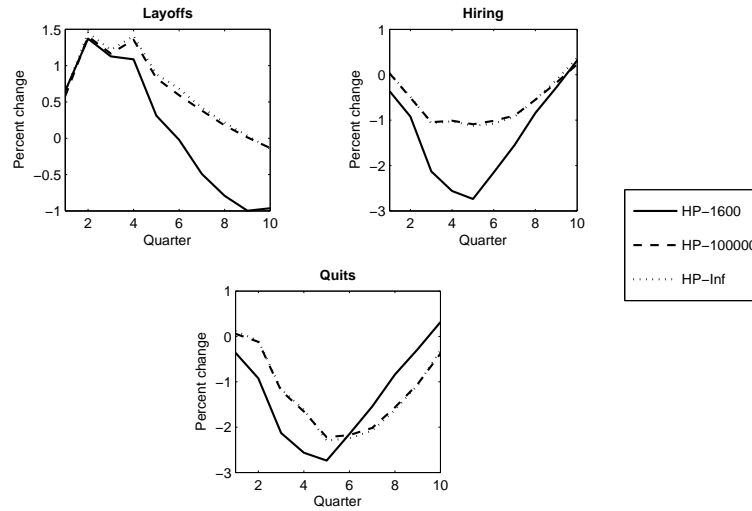 Layoffs
1.5
1
0.5
0
−0.5
−1
2 4 6 8 10
Percent change
Quarter
Hiring
1
0
−1
−2
−3
2 4 6 8 10
Percent change
Quarter
HP−1600
HP−100000
HP−Inf
Quits
1
0
−1
−2
−3
2 4 6 8 10
Percent change
Quarter